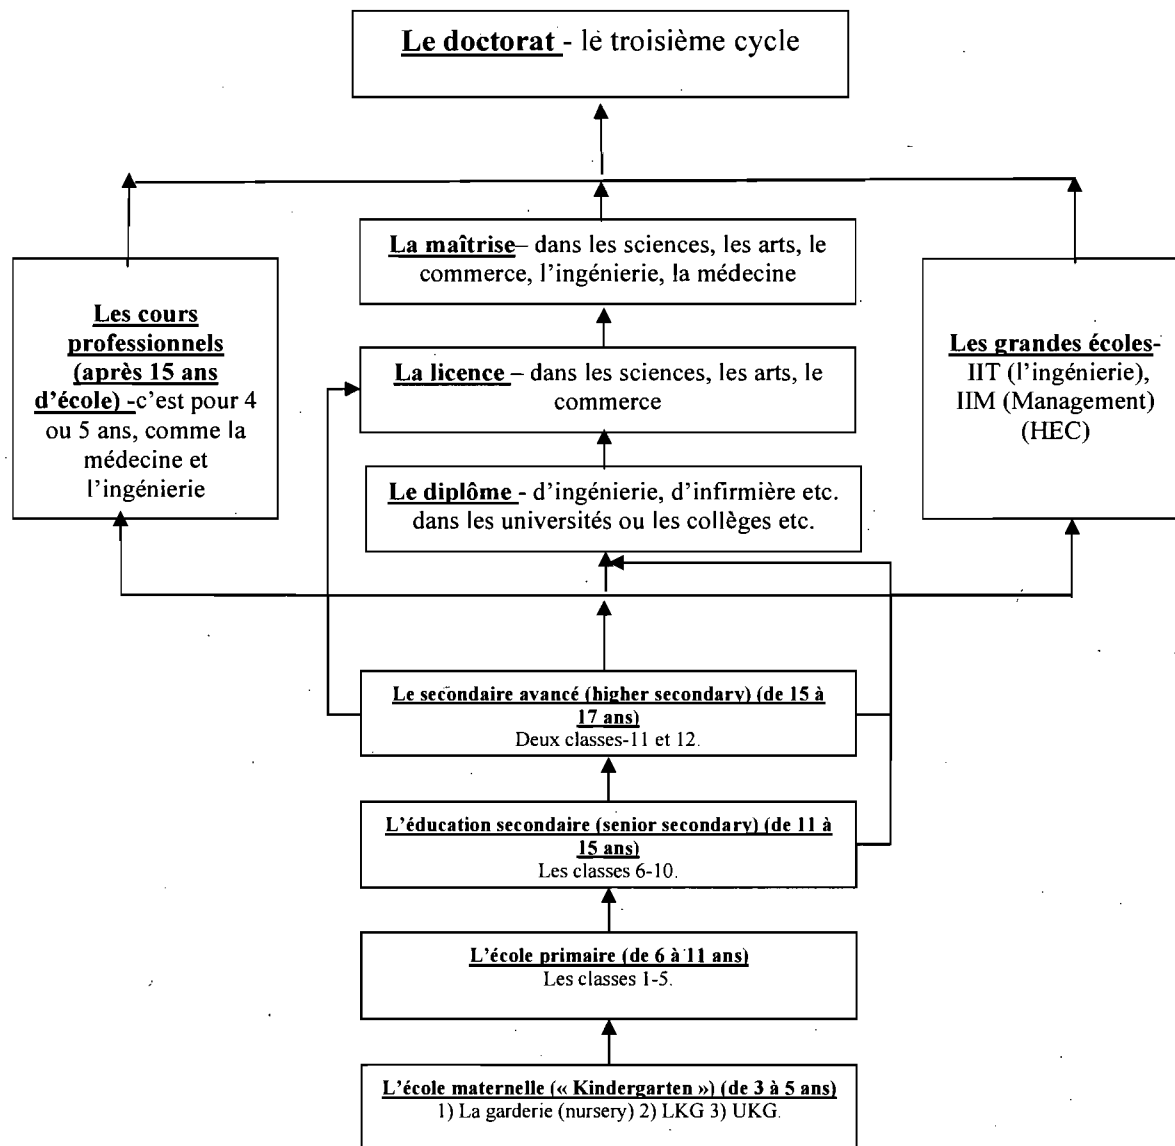 Le doctorat - le troisième cycle
La maîtrise– dans les sciences, les arts, le
commerce, l'ingénierie, la médecine
Les cours
professionnels
(après 15 ans
d'école) -c'est pour 4
ou 5 ans, comme la
médecine et
l'ingénierie
La licence – dans les sciences, les arts, le
commerce
Les grandes écoles-
IIT (l'ingénierie),
IIM (Management)
(HEC)
Le diplôme - d'ingénierie, d'infirmière etc.
dans les universités ou les collèges etc.
Le secondaire avancé (higher secondary) (de 15 à
17 ans)
Deux classes-11 et 12.
L'éducation secondaire (senior secondary) (de 11 à
15 ans)
Les classes 6-10.
L'école primaire (de 6 à 11 ans)
Les classes 1-5.
L'école maternelle (« Kindergarten ») (de 3 à 5 ans)
1) La garderie (nursery) 2) LKG 3) UKG.